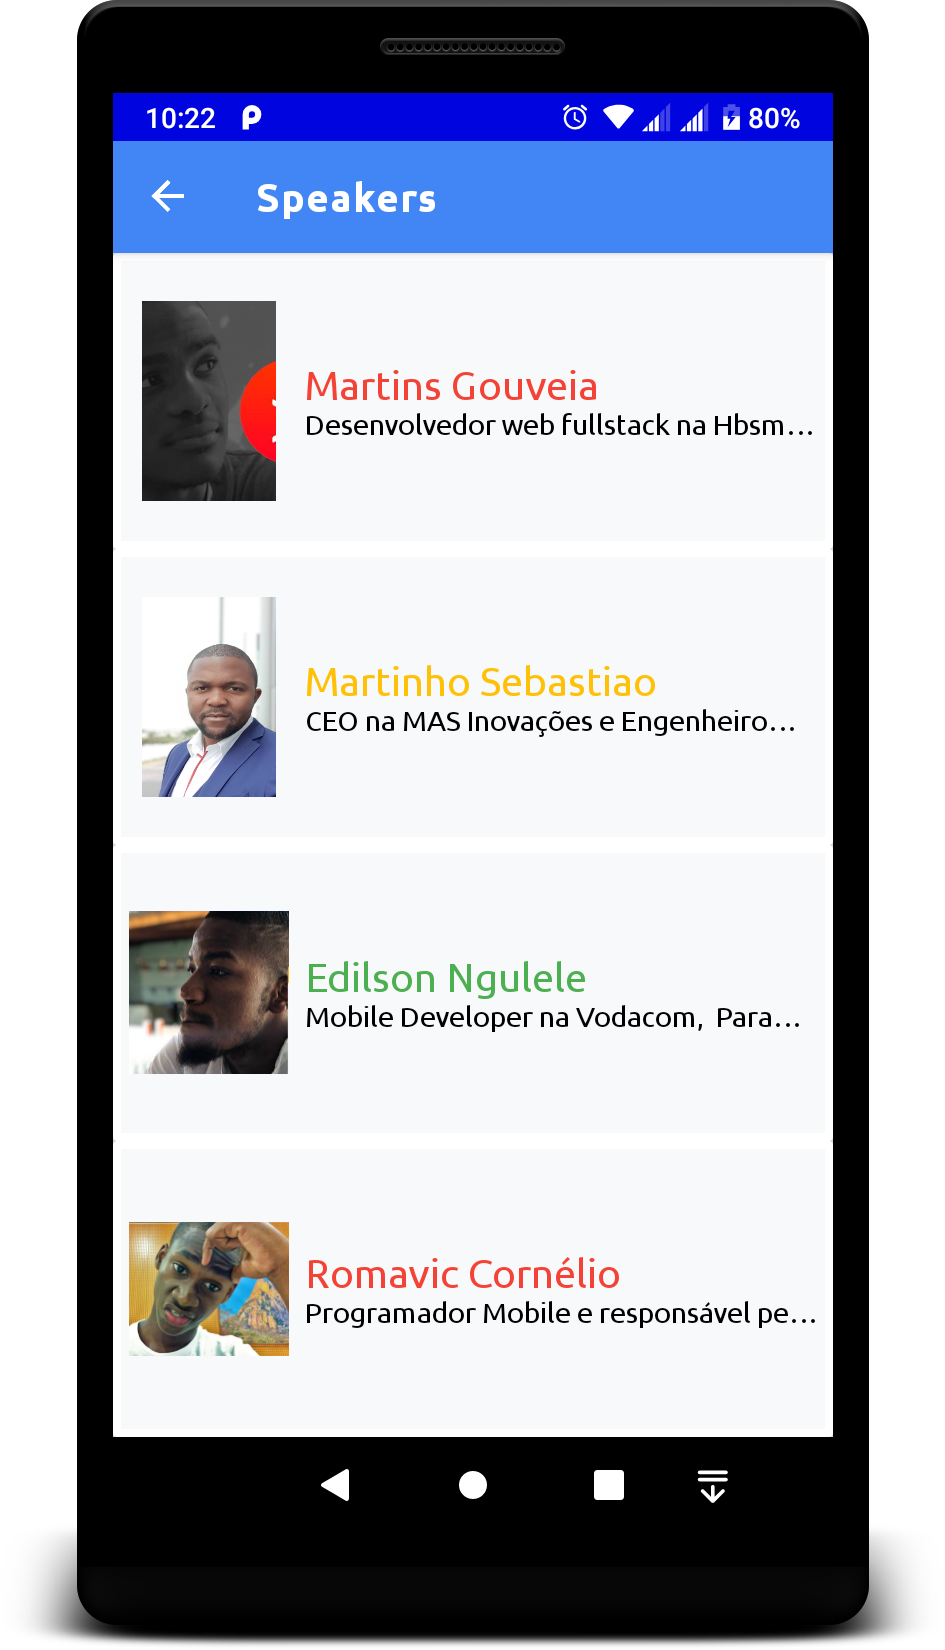 10:22
80%
Speakers
Martins Gouveia
Desenvolvedor web fullstack na Hbsm...
Martinho Sebastiao
CEO na MAS Inovações e Engenheiro...
Edilson Ngulele
Mobile Developer na Vodacom, Para...
Romavic Cornélio
Programador Mobile e responsável pe...